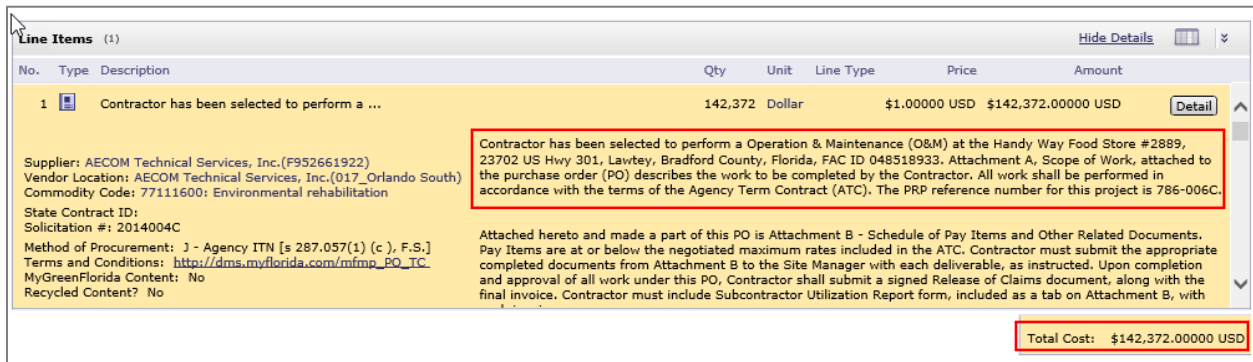 Line Items (1) Hide Details
No. Type Description Qty Unit Line Type Price Amount
1 Contractor has been selected to perform a ... 142,372 Dollar $1.00000 USD $142,372.00000 USD Detail
Supplier: AECOM Technical Services, Inc.(F952661922)
Vendor Location: AECOM Technical Services, Inc.(017_Orlando South)
Commodity Code: 77111600: Environmental rehabilitation
State Contract ID:
Solicitation #: 2014004C
Method of Procurement: J - Agency ITN [s 287.057(1) (c ), F.S.]
Terms and Conditions: http://dms.myflorida.com/mfmp_PO_TC
MyGreenFlorida Content: No
Recycled Content? No
Contractor has been selected to perform a Operation & Maintenance (O&M) at the Handy Way Food Store #2889,
23702 US Hwy 301, Lawtey, Bradford County, Florida, FAC ID 048518933. Attachment A, Scope of Work, attached to
the purchase order (PO) describes the work to be completed by the Contractor. All work shall be performed in
accordance with the terms of the Agency Term Contract (ATC). The PRP reference number for this project is 786-006C.
Attached hereto and made a part of this PO is Attachment B - Schedule of Pay Items and Other Related Documents.
Pay Items are at or below the negotiated maximum rates included in the ATC. Contractor must submit the appropriate
completed documents from Attachment B to the Site Manager with each deliverable, as instructed. Upon completion
and approval of all work under this PO, Contractor shall submit a signed Release of Claims document, along with the
final invoice. Contractor must include Subcontractor Utilization Report form, included as a tab on Attachment B, with
Total Cost: $142,372.00000 USD